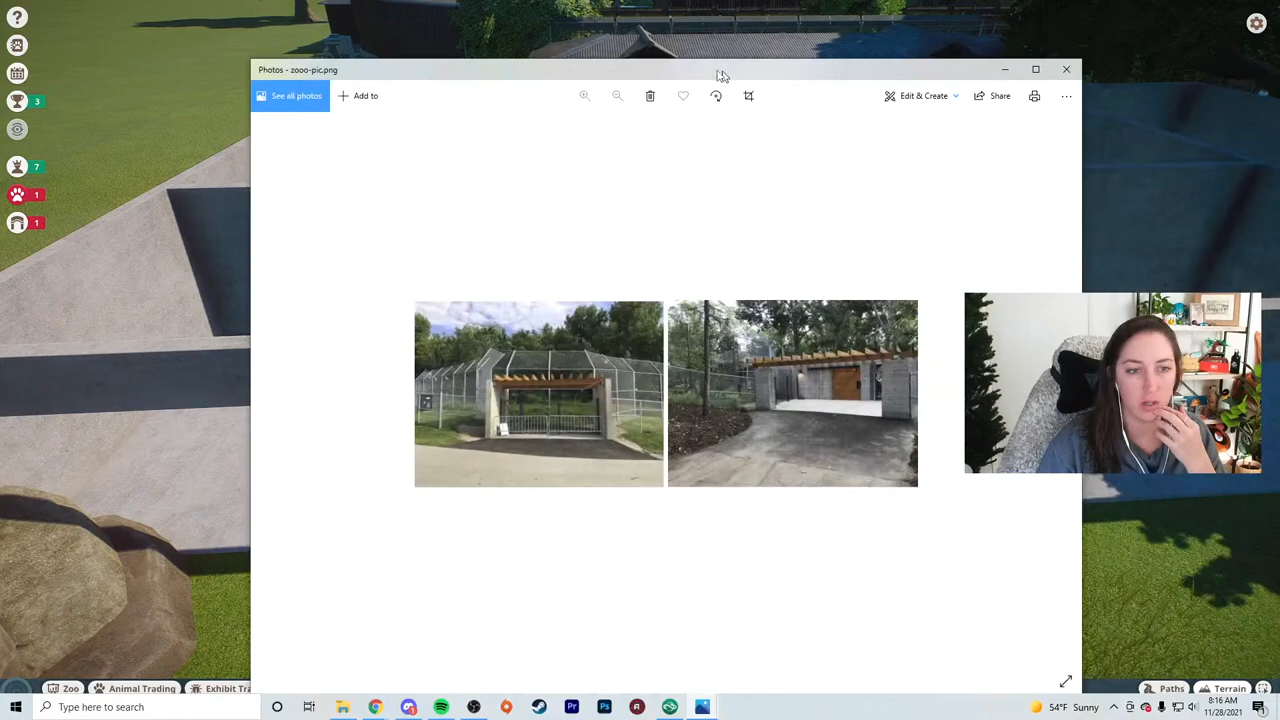 Photos - zooo-pic.png
See all photos
Add to
Edit & Create
Share
3
7
1
1
Zoo
Animal Trading
Exhibit Tra
Paths
Terrain
Type here to search
54°F Sunny
8:16 AM
11/28/2021